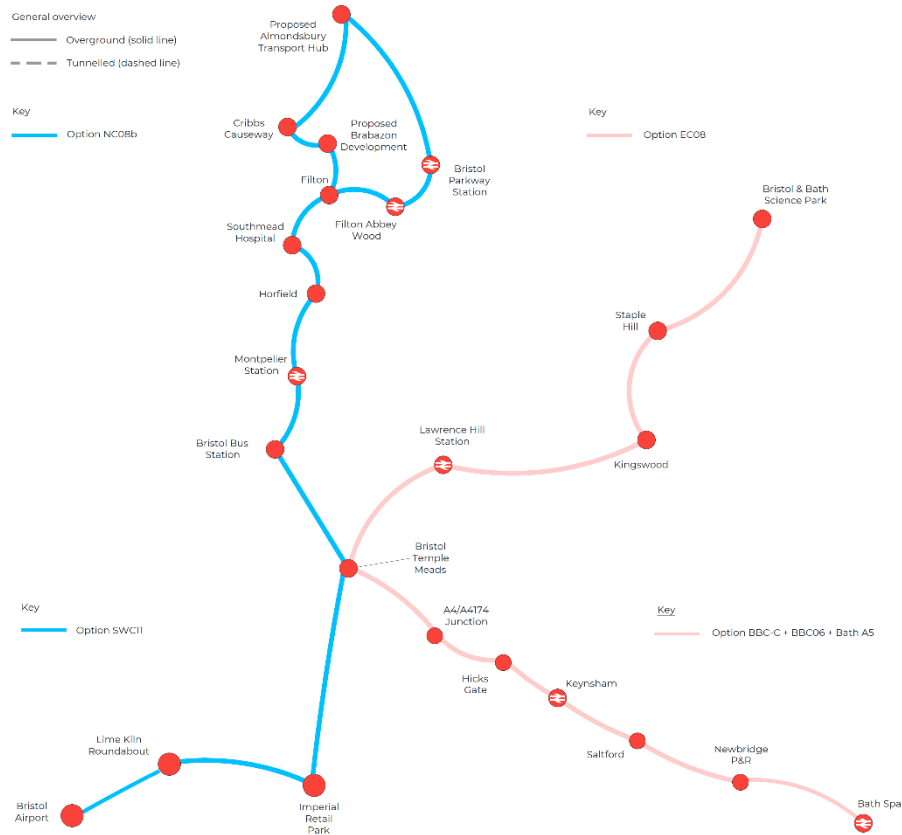 General overview
Overground (solid line)
Tunnelled (dashed line)
Key
Option NC08b
Proposed
Almondsbury
Transport Hub
Cribbs
Causeway
Proposed
Brabazon
Development
Bristol
Parkway
Station
Filton
Filton Abbey
Wood
Southmead
Hospital
Horfield
Montpelier
Station
Bristol Bus
Station
Key
Option EC08
Bristol & Bath
Science Park
Staple
Hill
Kingswood
Lawrence Hill
Station
Bristol
Temple
Meads
Key
Option SWC11
Lime Kiln
Roundabout
Bristol
Airport
Imperial
Retail
Park
Key
Option BBC-C + BBC06 + Bath A5
A4/A4174
Junction
Hicks
Gate
Keynsham
Saltford
Newbridge
P&R
Bath Spa